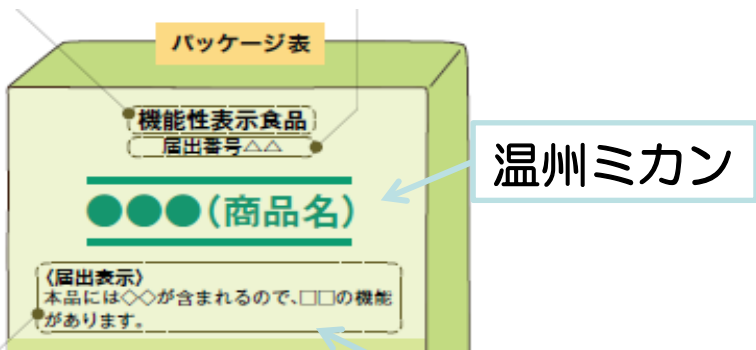 パッケージ表
機能性表示食品
届出番号△△
●●●(商品名)
温州ミカン
〈届出表示〉
本品には◇◇が含まれるので、□□の機能
があります。